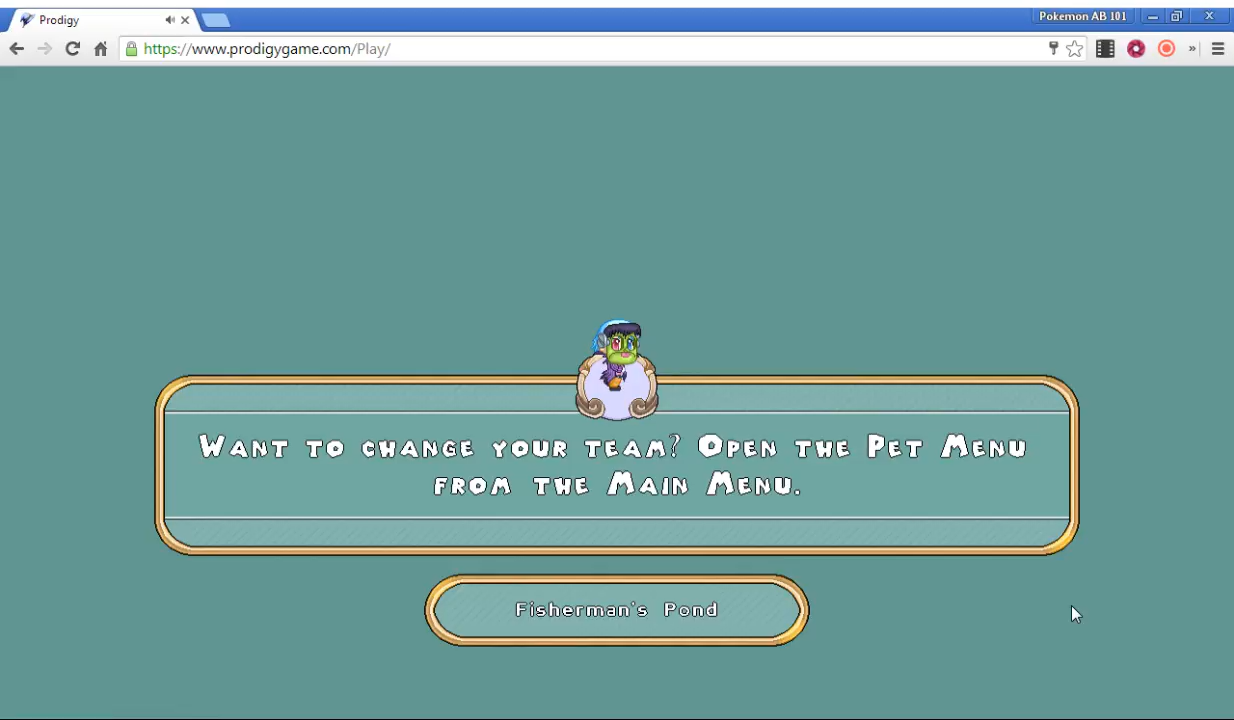 Prodigy
Pokemon AB 101
https://www.prodigygame.com/Play/
Want to change your team? Open the Pet Menu
from the Main Menu.
Fisherman's Pond